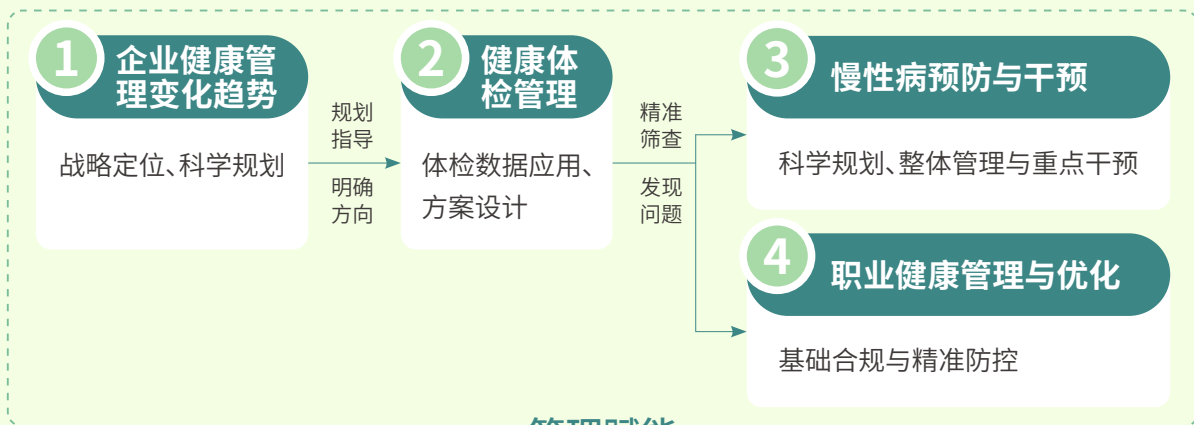 1
企业健康管
理变化趋势
战略定位、科学规划
规划
指导
明确
方向
2
健康体
检管理
体检数据应用、
方案设计
精准
筛查
发现
问题
3
慢性病预防与干预
科学规划、整体管理与重点干预
4
职业健康管理与优化
基础合规与精准防控
管理赋能